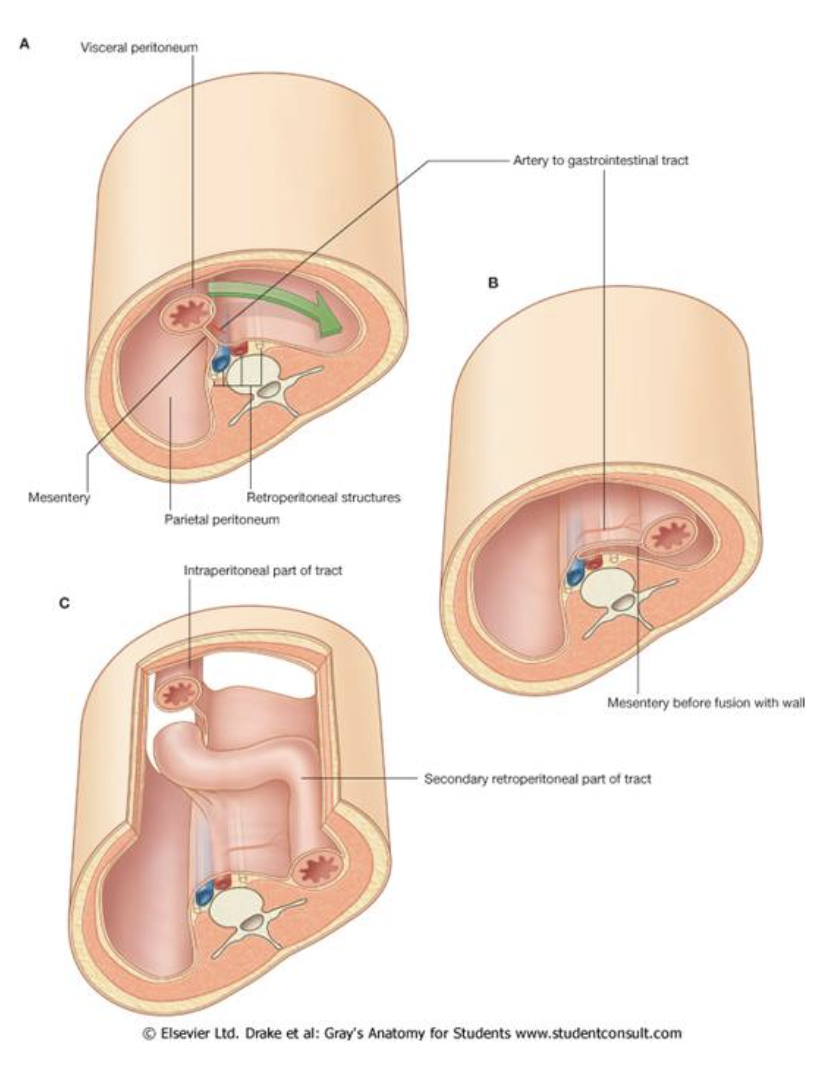 A
Visceral peritoneum
Artery to gastrointestinal tract
B
Mesentery
Retroperitoneal structures
Parietal peritoneum
Intraperitoneal part of tract
C
Mesentery before fusion with wall
Secondary retroperitoneal part of tract
© Elsevier Ltd. Drake et al: Gray's Anatomy for Students www.studentconsult.com